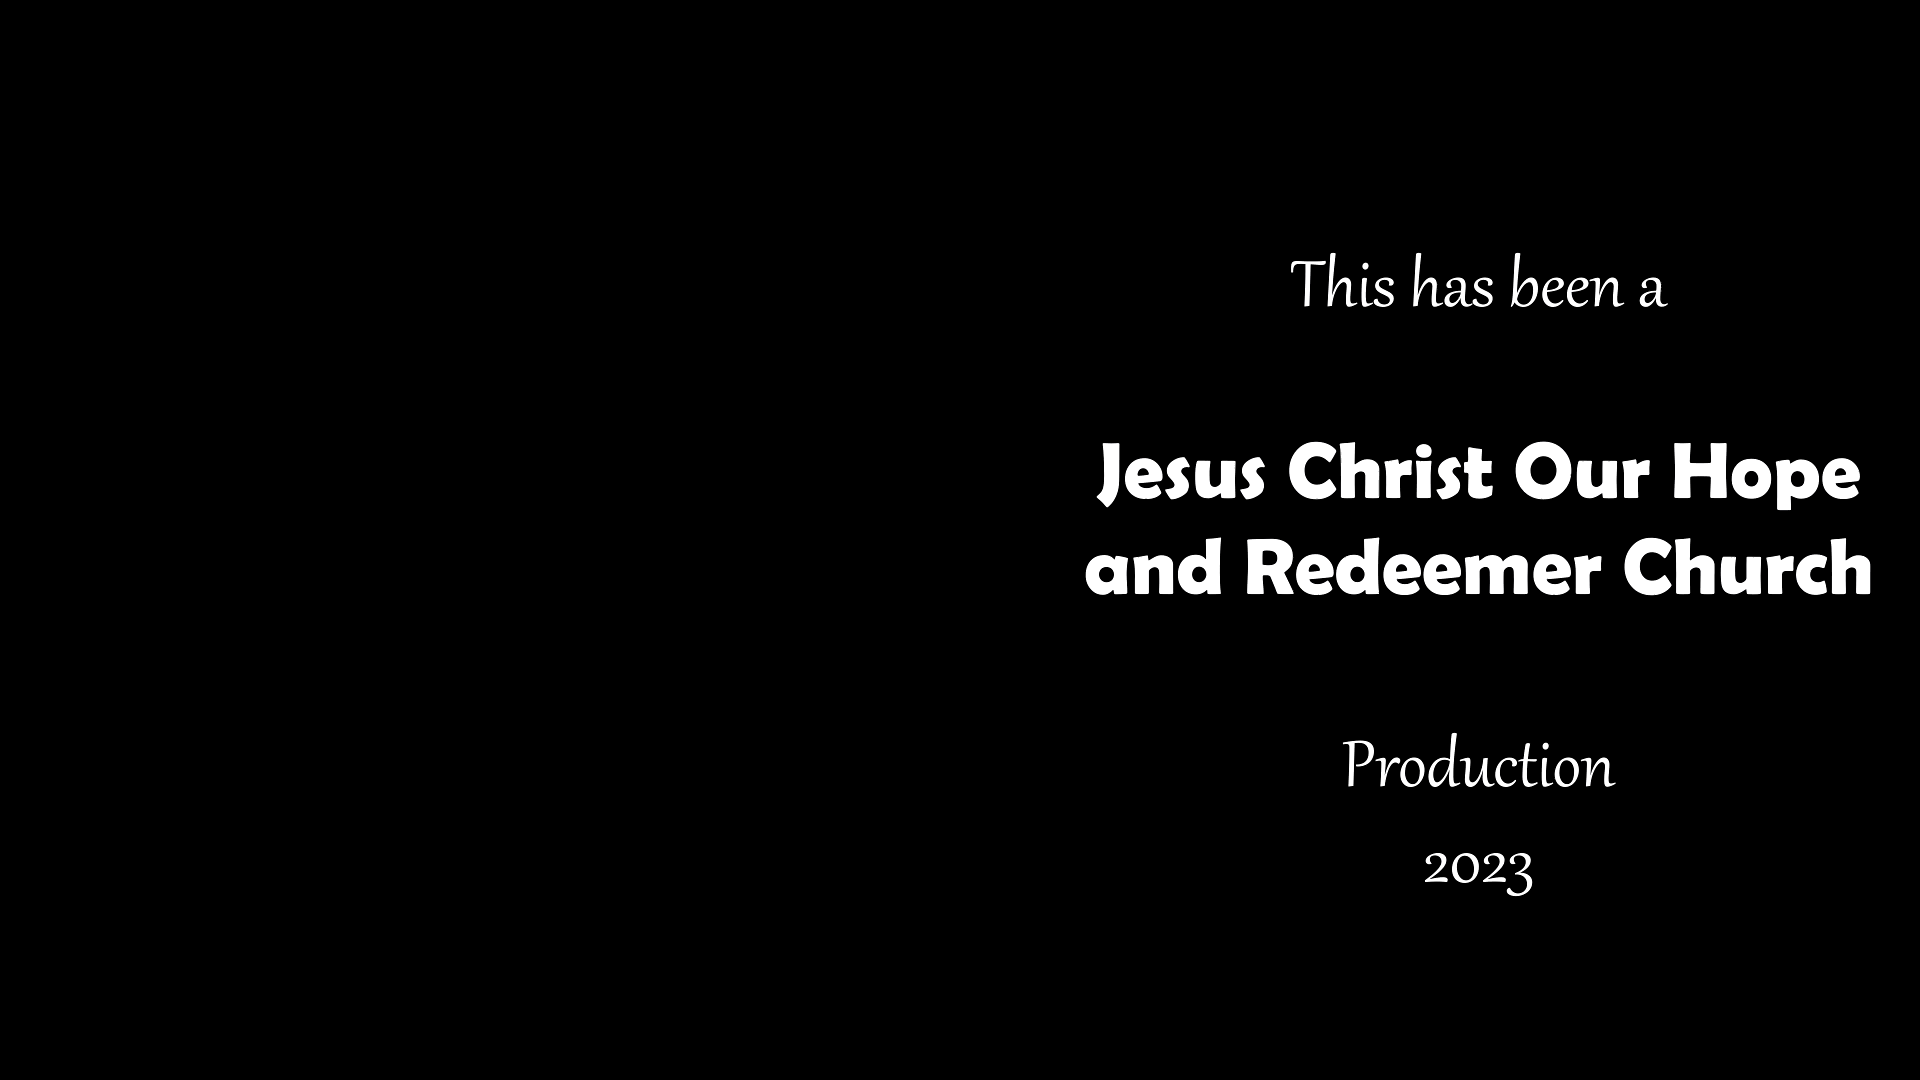 This has been a
Jesus Christ Our Hope
and Redeemer Church
Production
2023